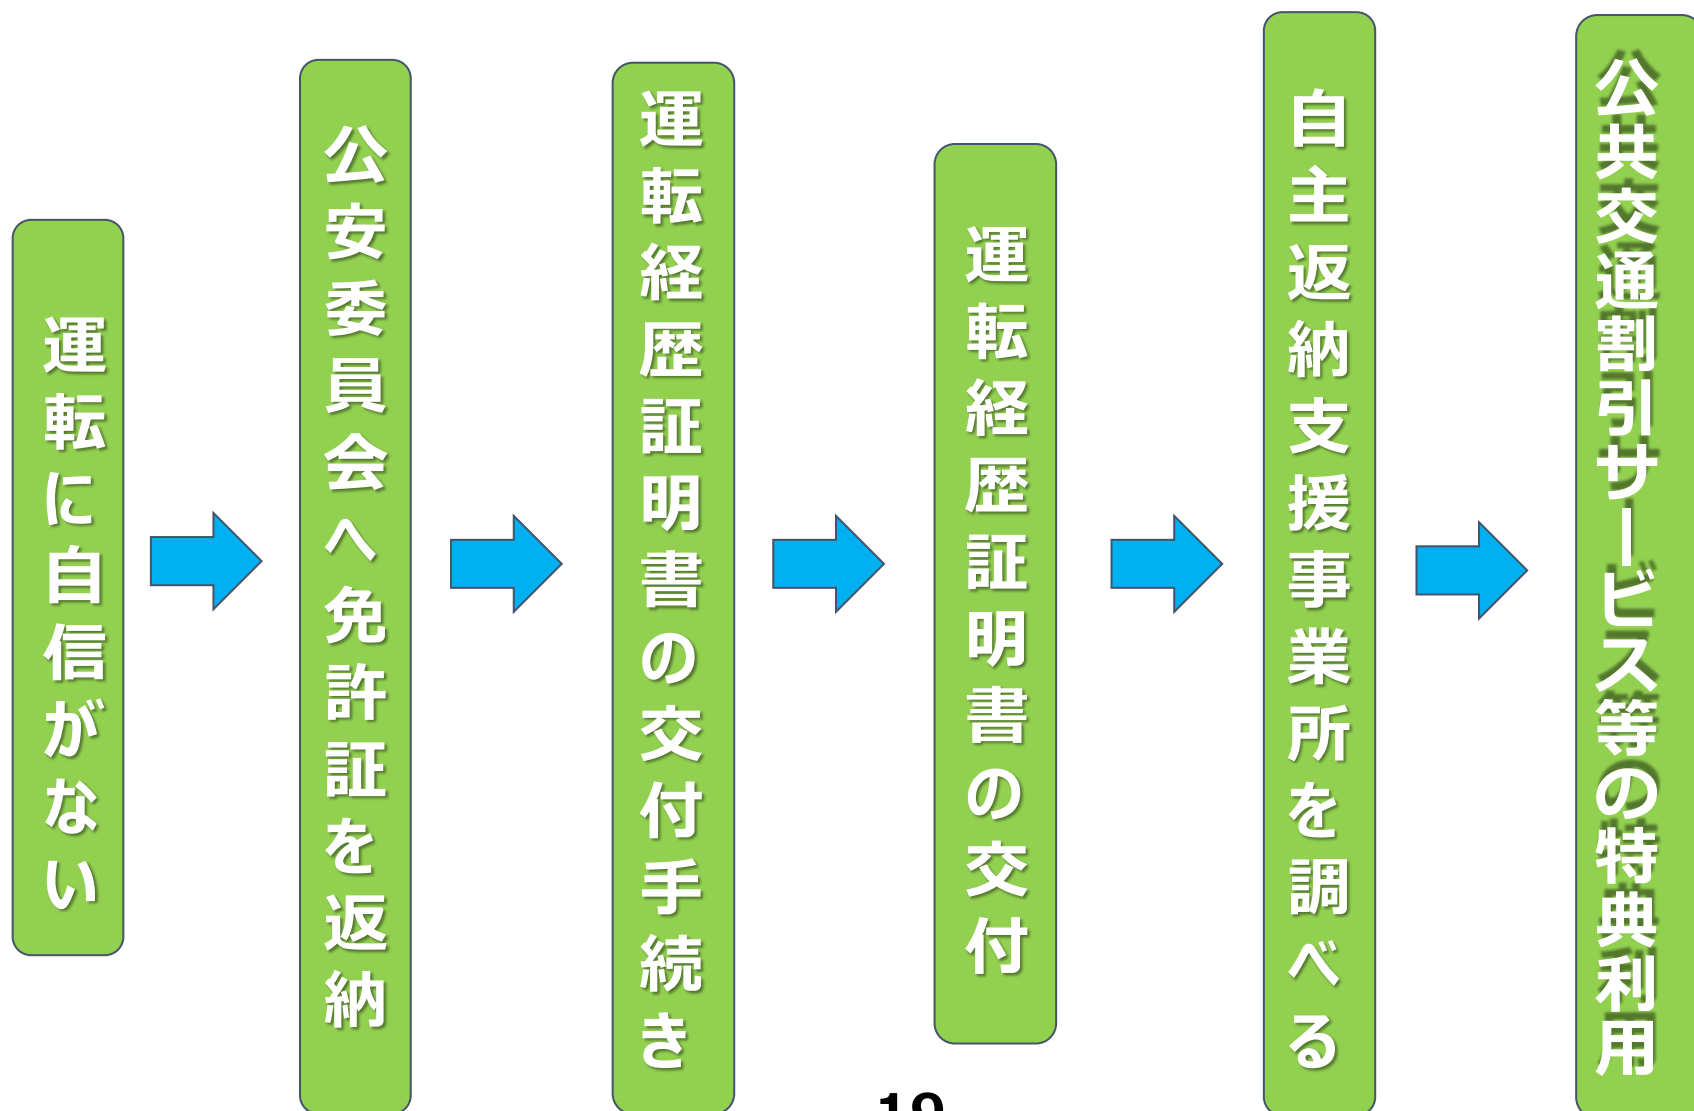 運転に自信がない
公安委員会へ免許証を返納
運転経歴証明書の交付手続き
運転経歴証明書の交付
自主返納支援事業所を調べる
公共交通割引サービス等の特典利用
19